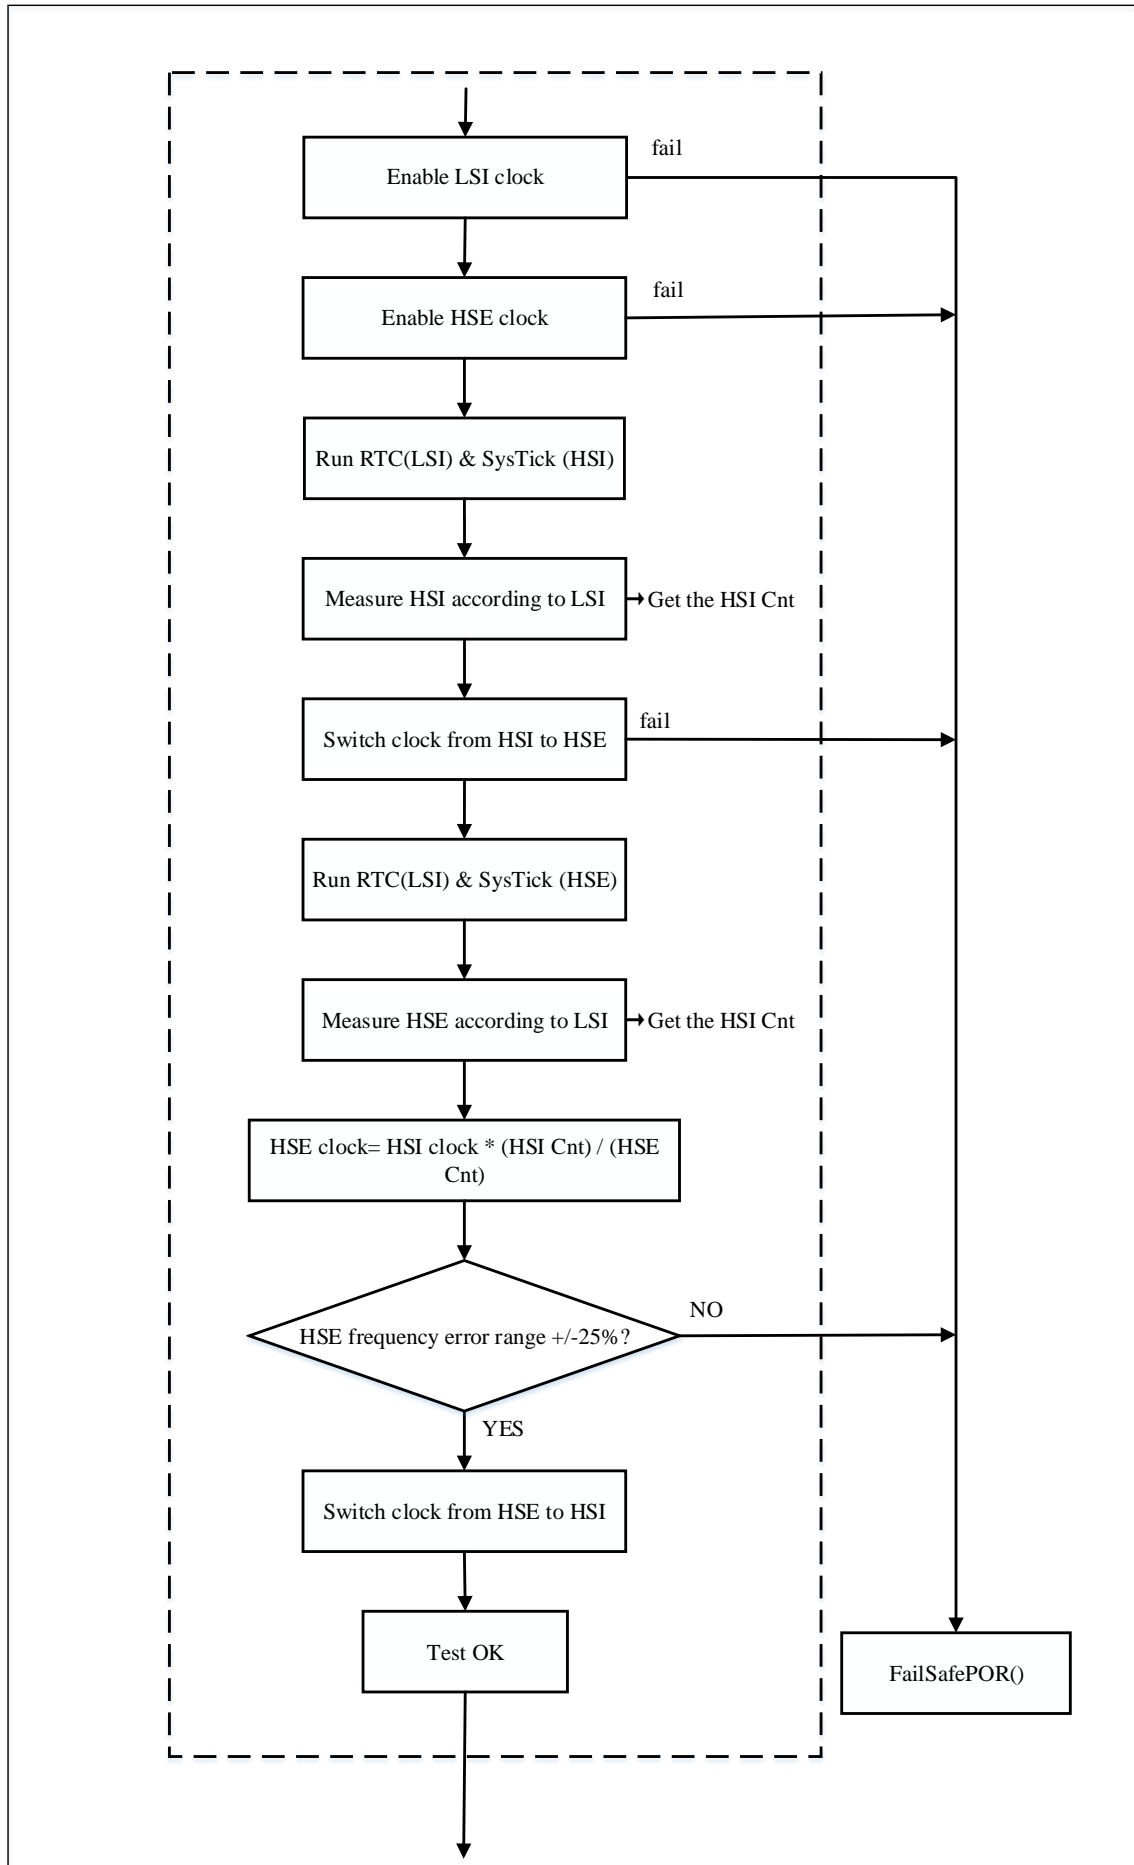 fail
Enable LSI clock
fail
Enable HSE clock
Run RTC(LSI) & SysTick (HSI)
Measure HSI according to LSI
Get the HSI Cnt
fail
Switch clock from HSI to HSE
Run RTC(LSI) & SysTick (HSE)
Measure HSE according to LSI
Get the HSI Cnt
HSE clock= HSI clock * (HSI Cnt) / (HSE
Cnt)
NO
HSE frequency error range +/-25%?
YES
Switch clock from HSE to HSI
Test OK
FailSafePOR()